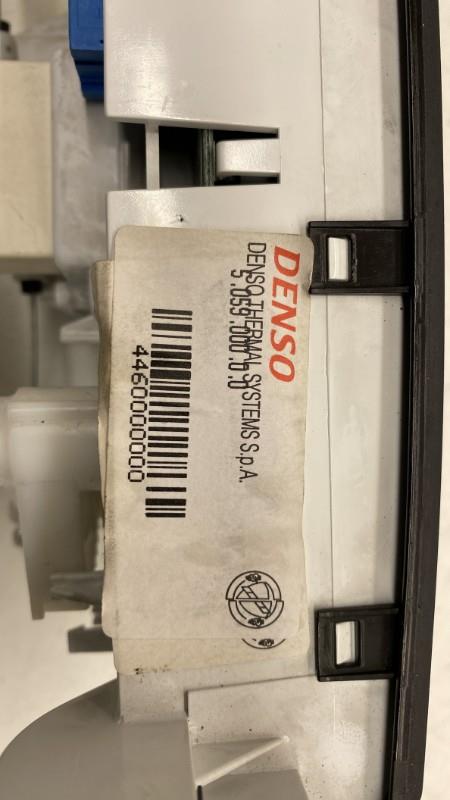 DENSO
DENSO THERMAL SYSTEMS S.p.A.
5.059.000.0.0
4460000000